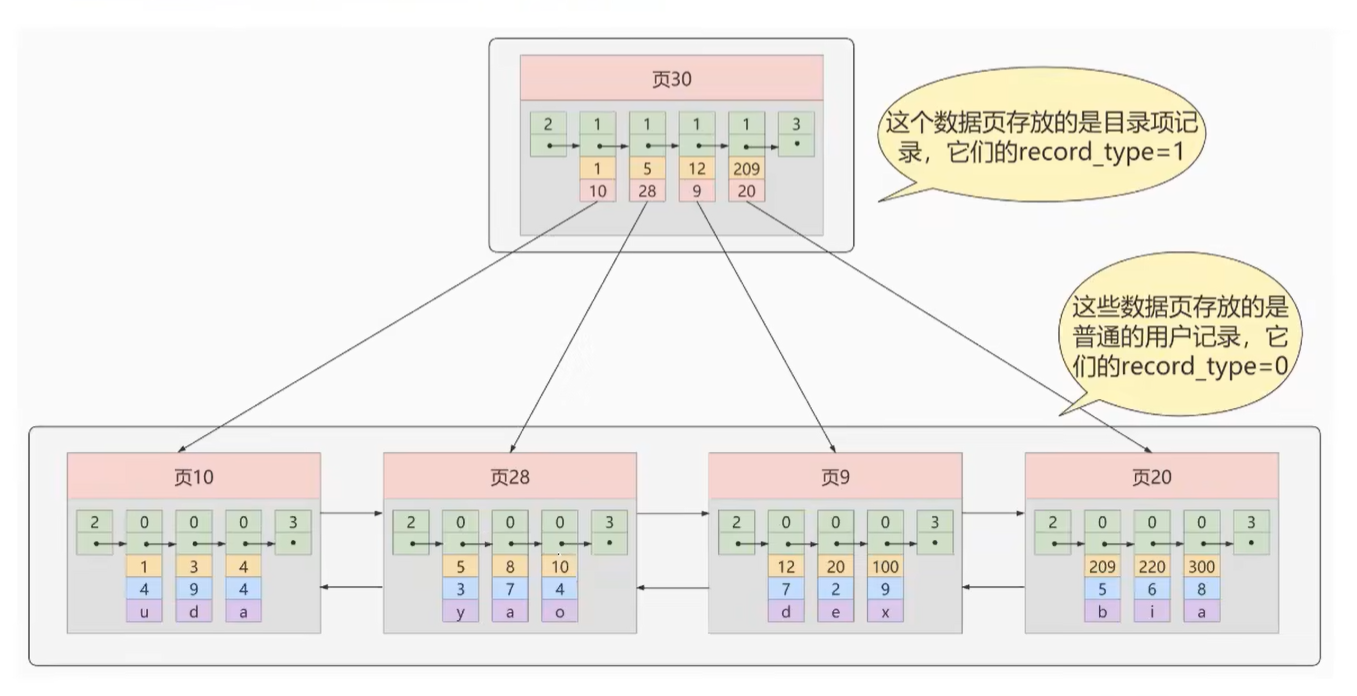 页30
2 1 1 1 1 3
1 5 12 209
10 28 9 20
这个数据页存放的是目录项记
录，它们的record_type=1
这些数据页存放的是
普通的用户记录，它
们的record_type=0
页10
2 0 0 0 3
1 3 4
4 9 4
u d a
页28
2 0 0 0 3
5 8 10
3 7 4
y a o
页9
2 0 0 0 3
12 20 100
7 2 9
d e x
页20
2 0 0 0 3
209 220 300
5 6 8
b i a